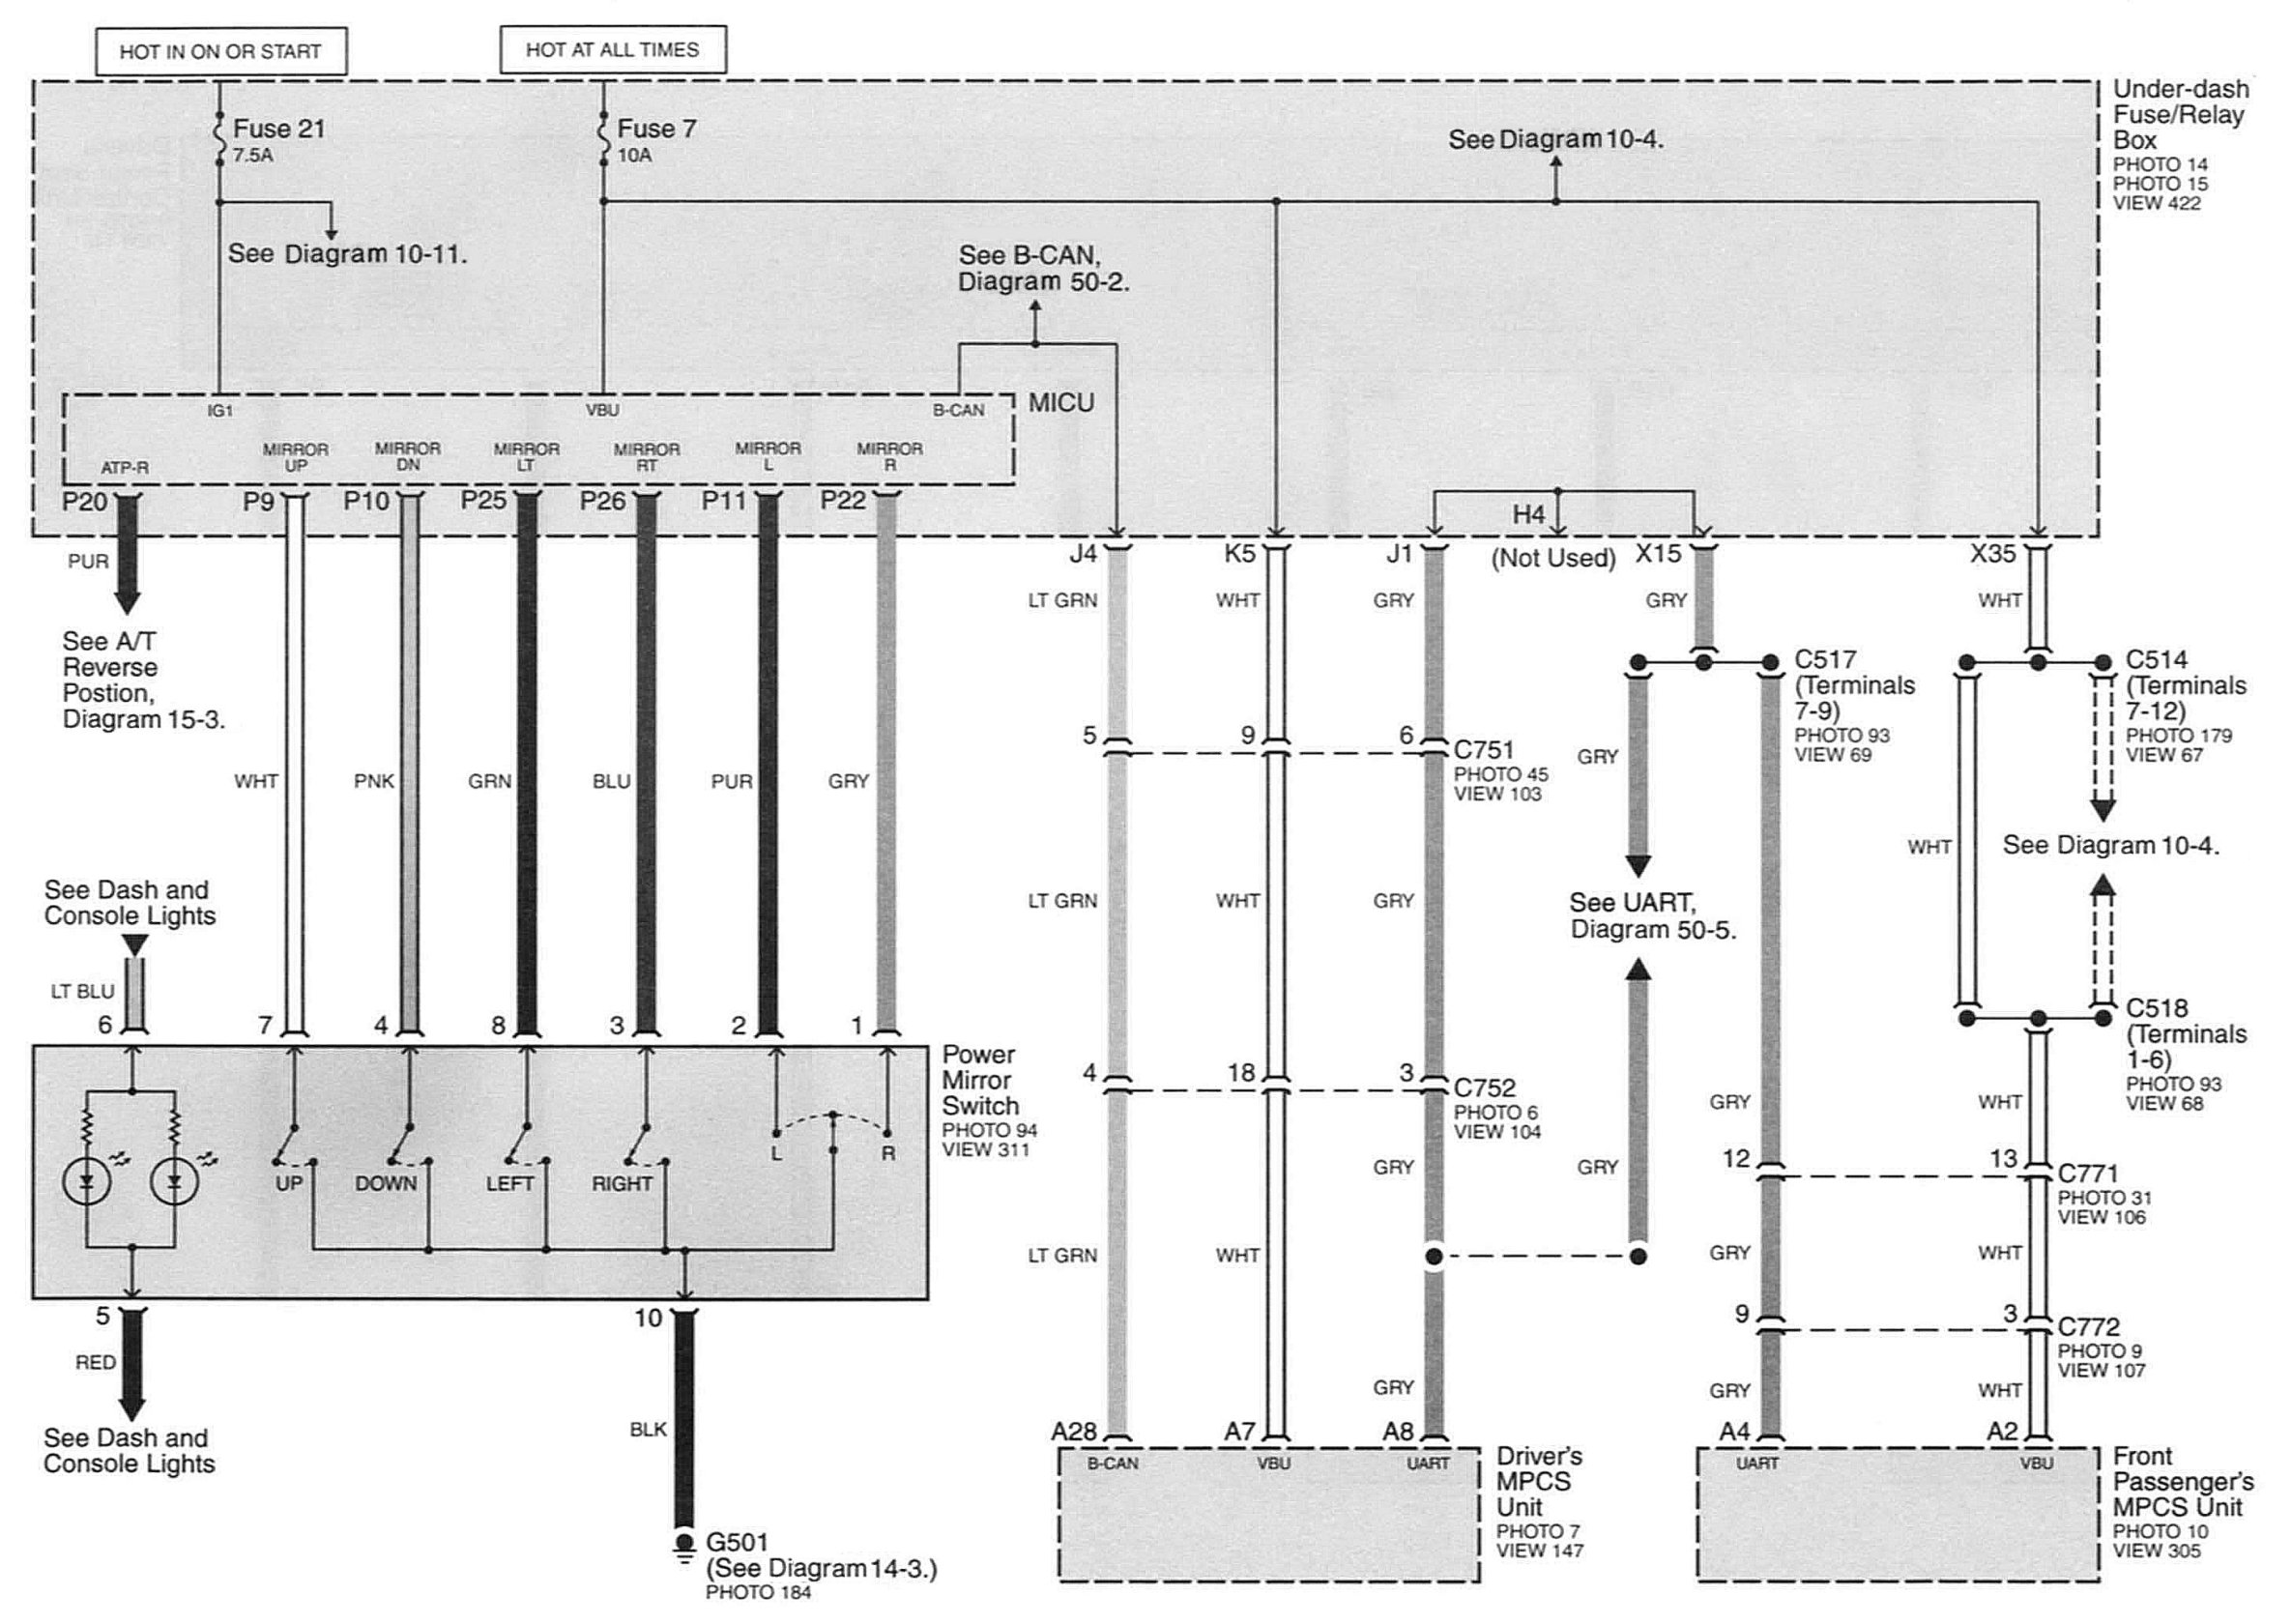 HOT IN ON OR START
HOT AT ALL TIMES
Fuse 21
7.5A
Fuse 7
10A
See Diagram 10-4.
Under-dash
Fuse/Relay
Box
PHOTO 14
PHOTO 15
VIEW 422
See Diagram 10-11.
See B-CAN,
Diagram 50-2.
IG1
VBU
B-CAN
MICU
ATP-R
MIRROR
UP
MIRROR
DN
MIRROR
LT
MIRROR
RT
MIRROR
L
MIRROR
R
P20
P9
P10
P25
P26
P11
P22
H4
(Not Used)
J4
K5
J1
X15
X35
PUR
LT GRN
WHT
GRY
GRY
WHT
See A/T
Reverse
Postion,
Diagram 15-3.
C517
(Terminals
7-9)
PHOTO 93
VIEW 69
C514
(Terminals
7-12)
PHOTO 179
VIEW 67
5
9
6
C751
PHOTO 45
VIEW 103
GRY
WHT
PNK
GRN
BLU
PUR
GRY
WHT
See Diagram 10-4.
See Dash and
Console Lights
LT GRN
WHT
GRY
See UART,
Diagram 50-5.
LT BLU
6
7
4
8
3
2
1
C518
(Terminals
1-6)
PHOTO 93
VIEW 68
Power
Mirror
Switch
PHOTO 94
VIEW 311
4
18
3
C752
PHOTO 6
VIEW 104
GRY
WHT
UP
DOWN
LEFT
RIGHT
L
R
GRY
GRY
12
13
C771
PHOTO 31
VIEW 106
LT GRN
WHT
GRY
WHT
5
10
9
3
C772
PHOTO 9
VIEW 107
RED
GRY
GRY
WHT
BLK
See Dash and
Console Lights
A28
A7
A8
A4
A2
B-CAN
VBU
UART
Driver's
MPCS
Unit
PHOTO 7
VIEW 147
UART
VBU
Front
Passenger's
MPCS Unit
PHOTO 10
VIEW 305
G501
(See Diagram 14-3.)
PHOTO 184